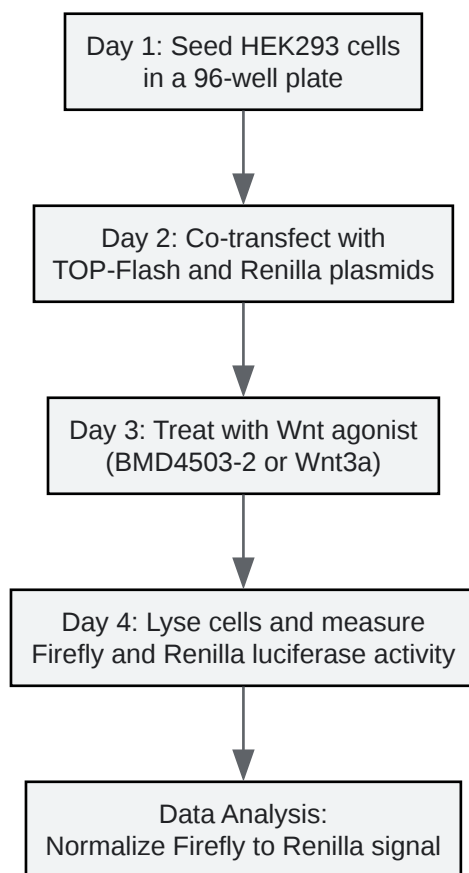 Day 1: Seed HEK293 cells
in a 96-well plate
Day 2: Co-transfect with
TOP-Flash and Renilla plasmids
Day 3: Treat with Wnt agonist
(BMD4503-2 or Wnt3a)
Day 4: Lyse cells and measure
Firefly and Renilla luciferase activity
Data Analysis:
Normalize Firefly to Renilla signal